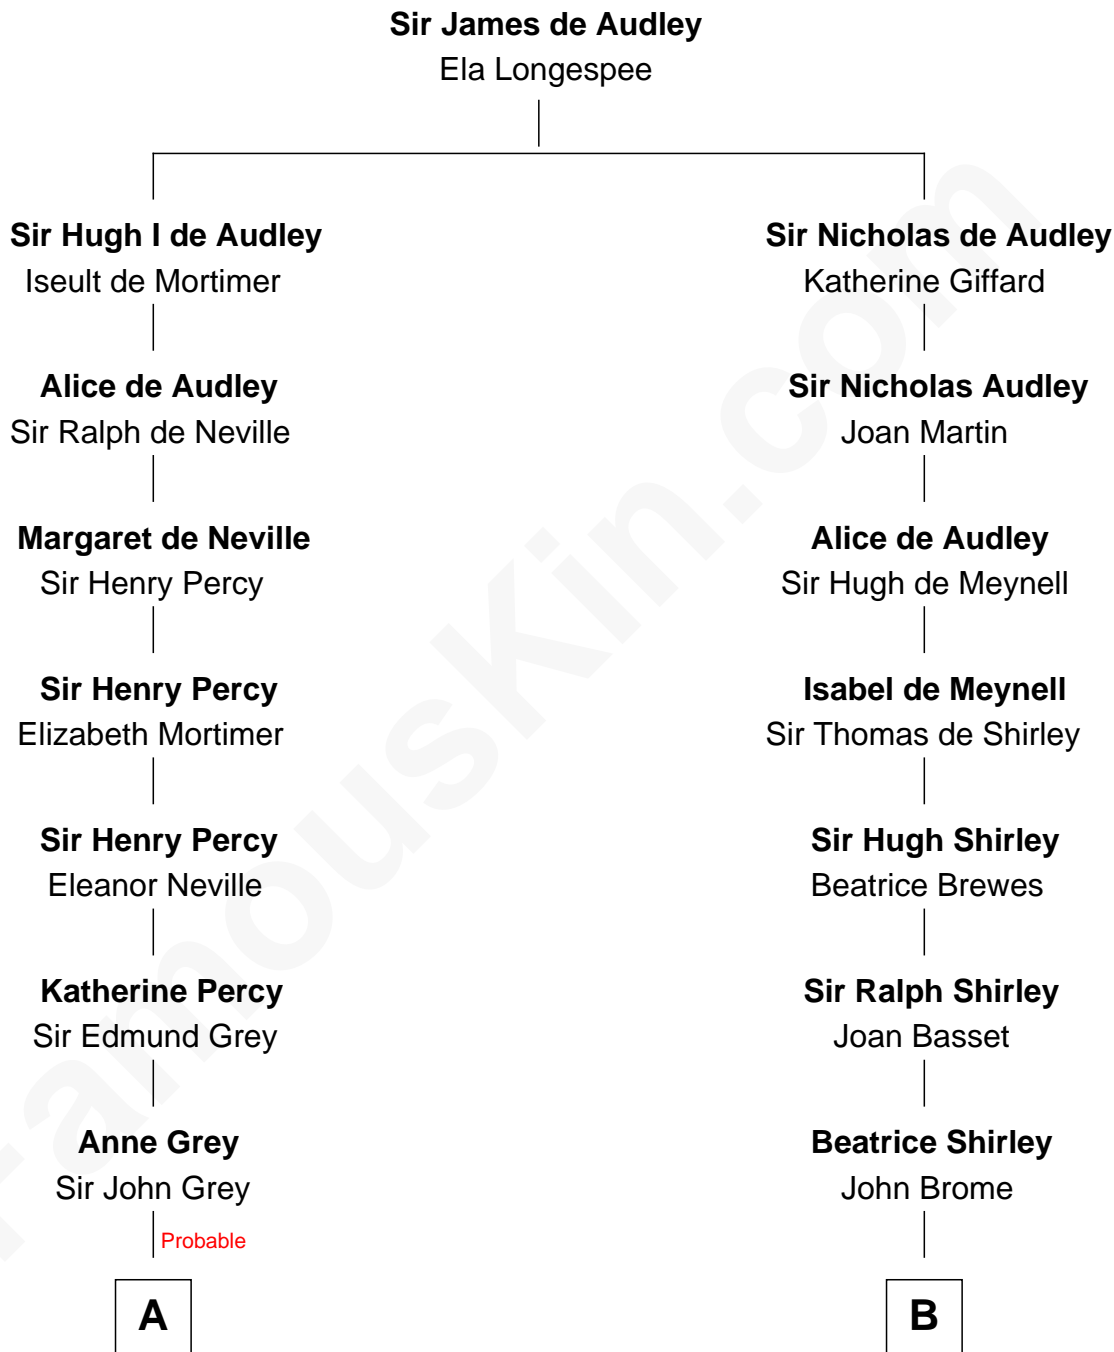 Sir James de Audley
Ela Longespee
Sir Hugh I de Audley
Iseult de Mortimer
Sir Nicholas de Audley
Katherine Giffard
Alice de Audley
Sir Ralph de Neville
Sir Nicholas Audley
Joan Martin
Margaret de Neville
Sir Henry Percy
Alice de Audley
Sir Hugh de Meynell
Sir Henry Percy
Elizabeth Mortimer
Isabel de Meynell
Sir Thomas de Shirley
Sir Henry Percy
Eleanor Neville
Sir Hugh Shirley
Beatrice Brewes
Katherine Percy
Sir Edmund Grey
Sir Ralph Shirley
Joan Basset
Anne Grey
Sir John Grey
Beatrice Shirley
John Brome
Probable
A
B
FamousKin.com